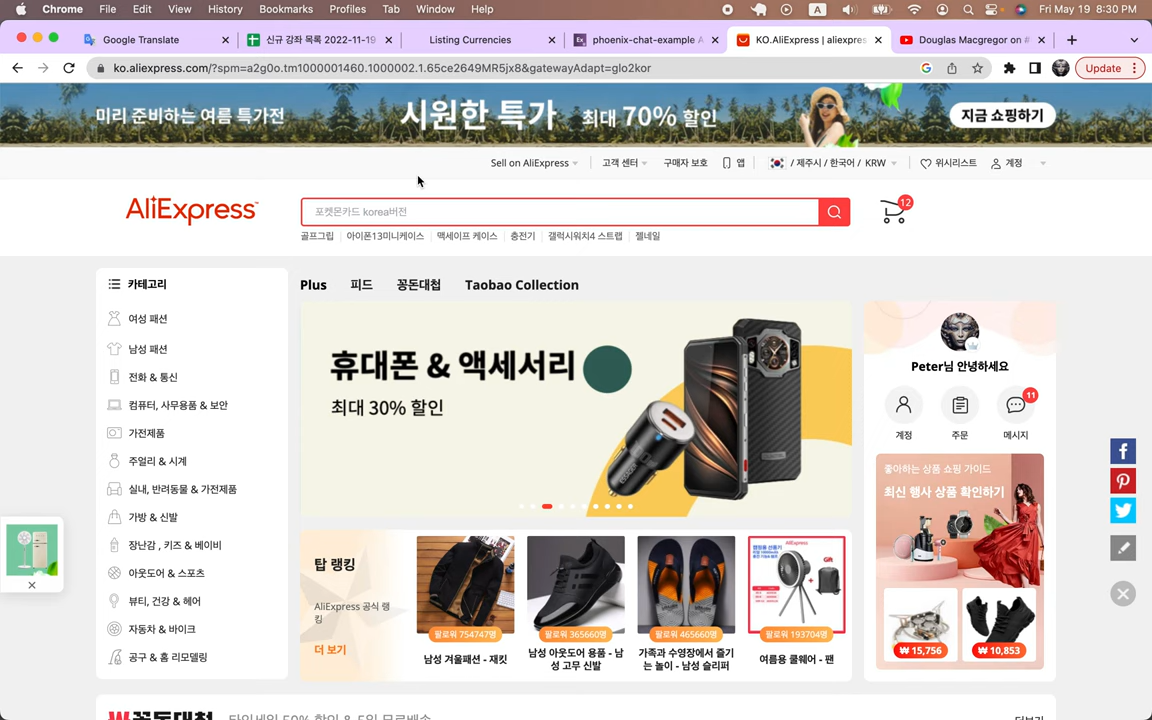 Chrome File Edit View History Bookmarks Profiles Tab Window Help A Fri May 19 8:30 PM
Google Translate
신규 강좌 목록 2022-11-19
Listing Currencies
Ex phoenix-chat-example A
KO.AliExpress | aliexpres
Douglas Macgregor on #
ko.aliexpress.com/?spm=a2g0o.tm1000001460.1000002.1.65ce2649MR5jx8&gatewayAdapt=glo2kor
Update
미리 준비하는 여름 특가전
시원한 특가 최대 70% 할인
지금 쇼핑하기
Sell on AliExpress 고객 센터 구매자 보호 앱 / 제주시 / 한국어 / KRW 위시리스트 계정
AliExpress
포켓몬카드 korea버전
12
골프그립 아이폰13미니케이스 맥세이프 케이스 충전기 갤럭시워치4 스트랩 젤네일
카테고리
여성 패션
남성 패션
전화 & 통신
컴퓨터, 사무용품 & 보안
가전제품
주얼리 & 시계
실내, 반려동물 & 가전제품
가방 & 신발
장난감 , 키즈 & 베이비
아웃도어 & 스포츠
뷰티, 건강 & 헤어
자동차 & 바이크
공구 & 홈 리모델링
Plus 피드 꽁돈대첩 Taobao Collection
휴대폰 & 액세서리
최대 30% 할인
탑 랭킹
AliExpress 공식 랭
킹
더 보기
팔로워 754747명
남성 겨울패션 - 재킷
팔로워 365660명
남성 아웃도어 용품 - 남
성 고무 신발
팔로워 465660명
가족과 수영장에서 즐기
는 놀이 - 남성 슬리퍼
AliExpress
팔로워 193704명
여름용 쿨웨어 - 팬
Peter님 안녕하세요
11
계정 주문 메시지
좋아하는 상품 쇼핑 가이드
최신 행사 상품 확인하기
₩ 15,756
₩ 10,853
₩꽁돈대첩 타임세일 50% 할인 & 5일 무료배송
더보기